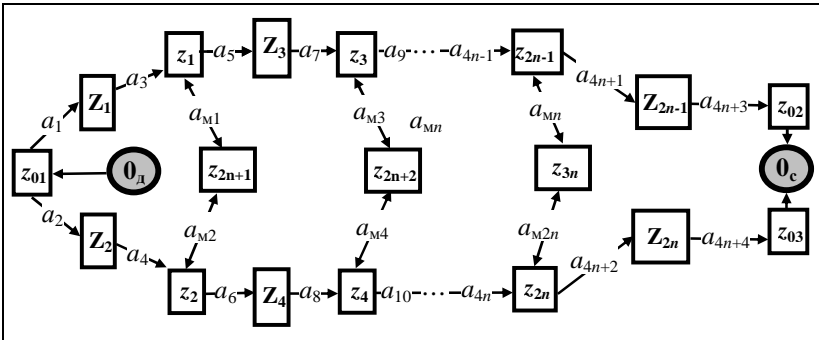 z₁ a₅ Z₃ a₇ z₃ a₉ … a₄ₙ₋₁ z₂ₙ₋₁
a₃ a₄ₙ₊₁
Z₁ Z₂ₙ₋₁ a₄ₙ₊₃ z₀₂
a₁ aм₁ aм₃ aмₙ aмₙ
z₀₁ 0д z₂ₙ₊₁ z₂ₙ₊₂ z₃ₙ 0с
a₂ aм₂ aм₄ aм₂ₙ
Z₂ a₄ a₄ₙ₊₂ Z₂ₙ a₄ₙ₊₄ z₀₃
z₂ a₆ Z₄ a₈ z₄ a₁₀ … a₄ₙ z₂ₙ